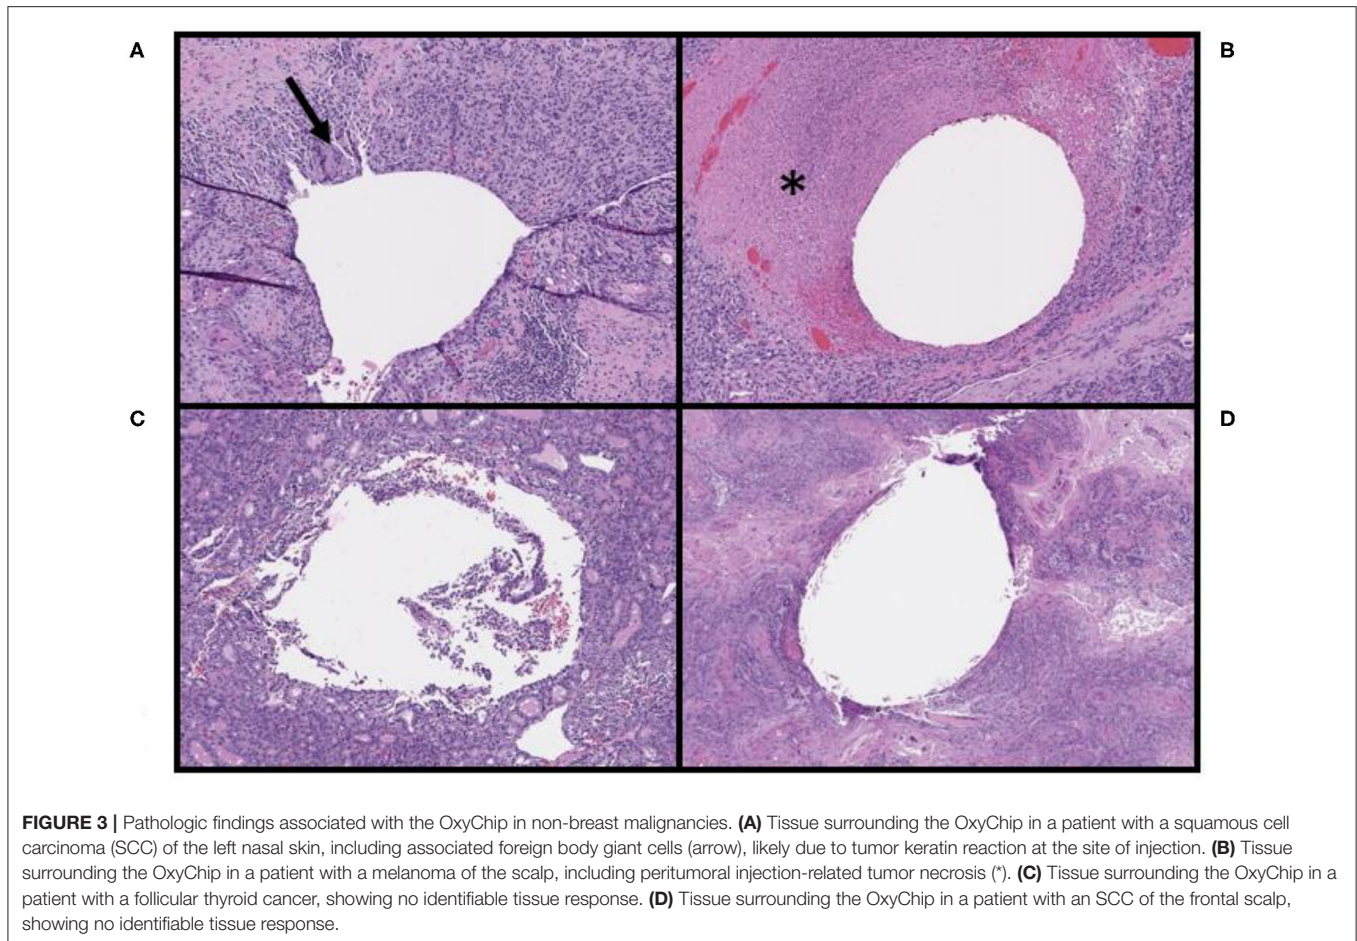 A
B
*
C
D
FIGURE 3 | Pathologic findings associated with the OxyChip in non-breast malignancies. (A) Tissue surrounding the OxyChip in a patient with a squamous cell
carcinoma (SCC) of the left nasal skin, including associated foreign body giant cells (arrow), likely due to tumor keratin reaction at the site of injection. (B) Tissue
surrounding the OxyChip in a patient with a melanoma of the scalp, including peritumoral injection-related tumor necrosis (*). (C) Tissue surrounding the OxyChip in a
patient with a follicular thyroid cancer, showing no identifiable tissue response. (D) Tissue surrounding the OxyChip in a patient with an SCC of the frontal scalp,
showing no identifiable tissue response.